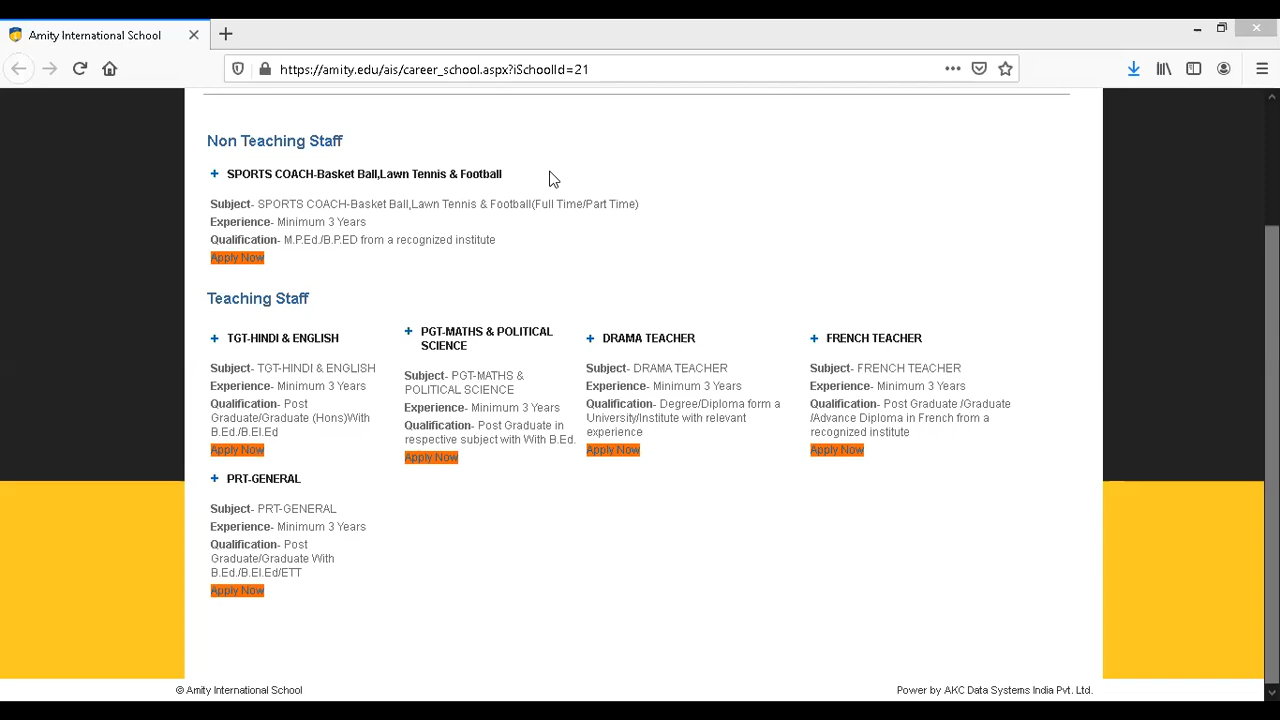 Amity International School
https://amity.edu/ais/career_school.aspx?iSchoolId=21
Non Teaching Staff
SPORTS COACH-Basket Ball,Lawn Tennis & Football
Subject- SPORTS COACH-Basket Ball,Lawn Tennis & Football(Full Time/Part Time)
Experience- Minimum 3 Years
Qualification- M.P.Ed./B.P.ED from a recognized institute
Apply Now
Teaching Staff
TGT-HINDI & ENGLISH
Subject- TGT-HINDI & ENGLISH
Experience- Minimum 3 Years
Qualification- Post
Graduate/Graduate (Hons)With
B.Ed./B.El.Ed
Apply Now
PGT-MATHS & POLITICAL
SCIENCE
Subject- PGT-MATHS &
POLITICAL SCIENCE
Experience- Minimum 3 Years
Qualification- Post Graduate in
respective subject with With B.Ed.
Apply Now
DRAMA TEACHER
Subject- DRAMA TEACHER
Experience- Minimum 3 Years
Qualification- Degree/Diploma form a
University/Institute with relevant
experience
Apply Now
FRENCH TEACHER
Subject- FRENCH TEACHER
Experience- Minimum 3 Years
Qualification- Post Graduate /Graduate
/Advance Diploma in French from a
recognized institute
Apply Now
PRT-GENERAL
Subject- PRT-GENERAL
Experience- Minimum 3 Years
Qualification- Post
Graduate/Graduate With
B.Ed./B.El.Ed/ETT
Apply Now
© Amity International School
Power by AKC Data Systems India Pvt. Ltd.